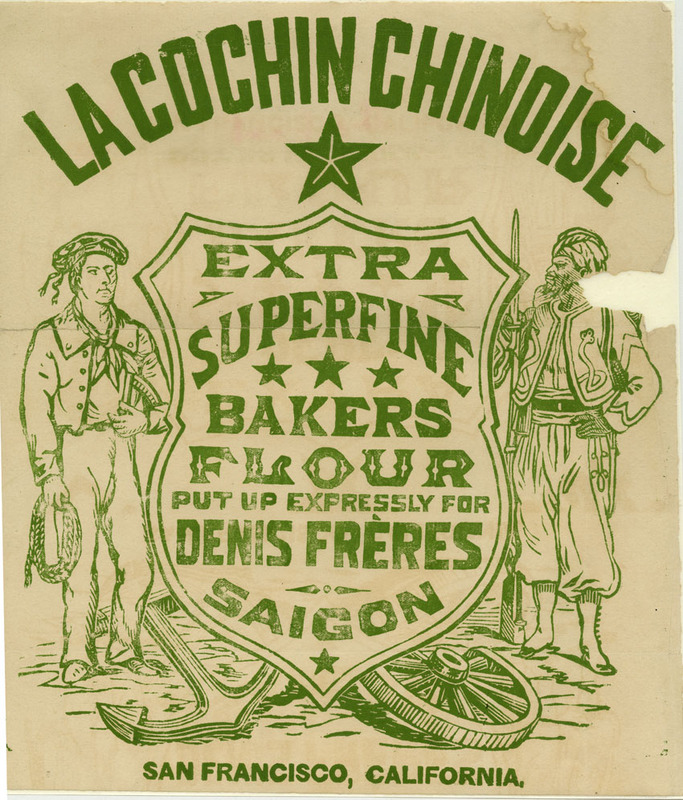 LA COCHIN CHINOISE
EXTRA
SUPERFINE
BAKERS
FLOUR
PUT UP EXPRESSLY FOR
DENIS FRÈRES
SAIGON
SAN FRANCISCO, CALIFORNIA.